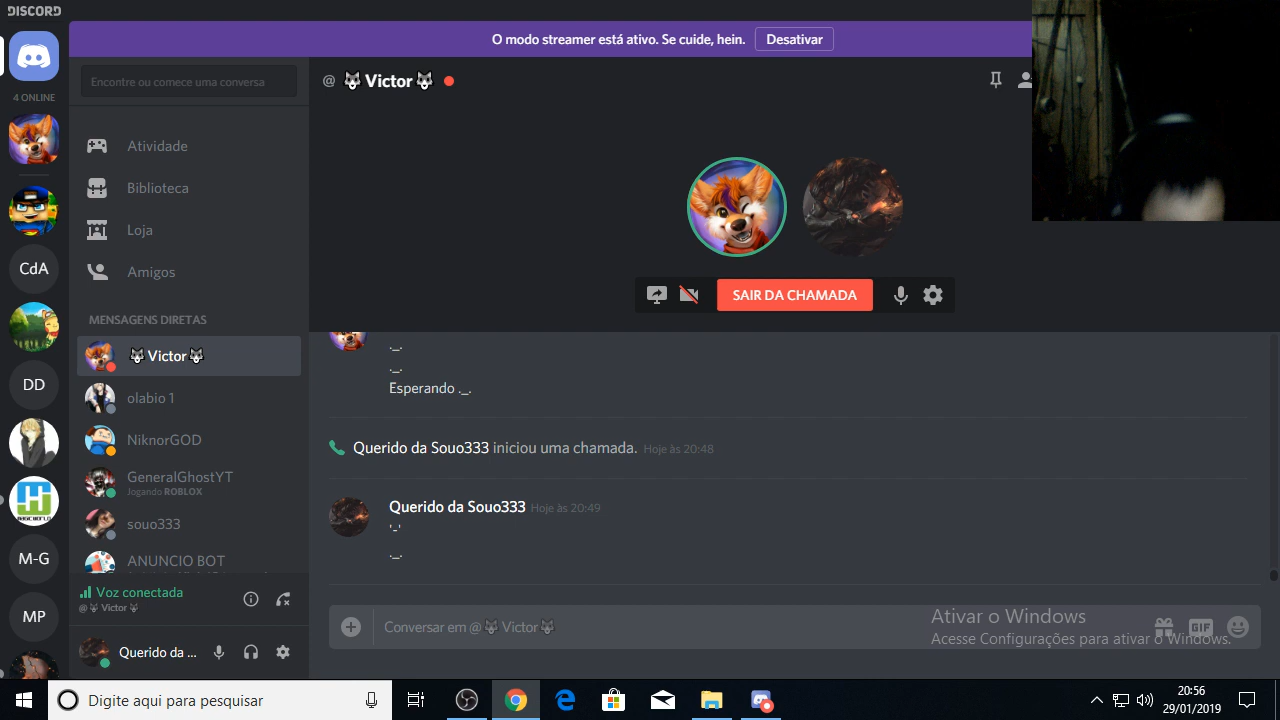 DISCORD
O modo streamer está ativo. Se cuide, hein.
Desativar
Encontre ou comece uma conversa
@ 🐺Victor🐺
4 ONLINE
Atividade
Biblioteca
Loja
Amigos
CdA
SAIR DA CHAMADA
MENSAGENS DIRETAS
🐺Victor🐺
olabio 1
DD
NiknorGOD
GeneralGhostYT
Jogando ROBLOX
souo333
ANUNCIO BOT
M-G
MP
._.
._.
Esperando ._.
Querido da Souo333 iniciou uma chamada. Hoje às 20:48
Querido da Souo333 Hoje às 20:49
'-'
._.
Voz conectada
@🐺Victor🐺
Querido da ...
Conversar em @🐺Victor🐺
GIF
Ativar o Windows
Acesse Configurações para ativar o Windows.
Digite aqui para pesquisar
20:56
29/01/2019